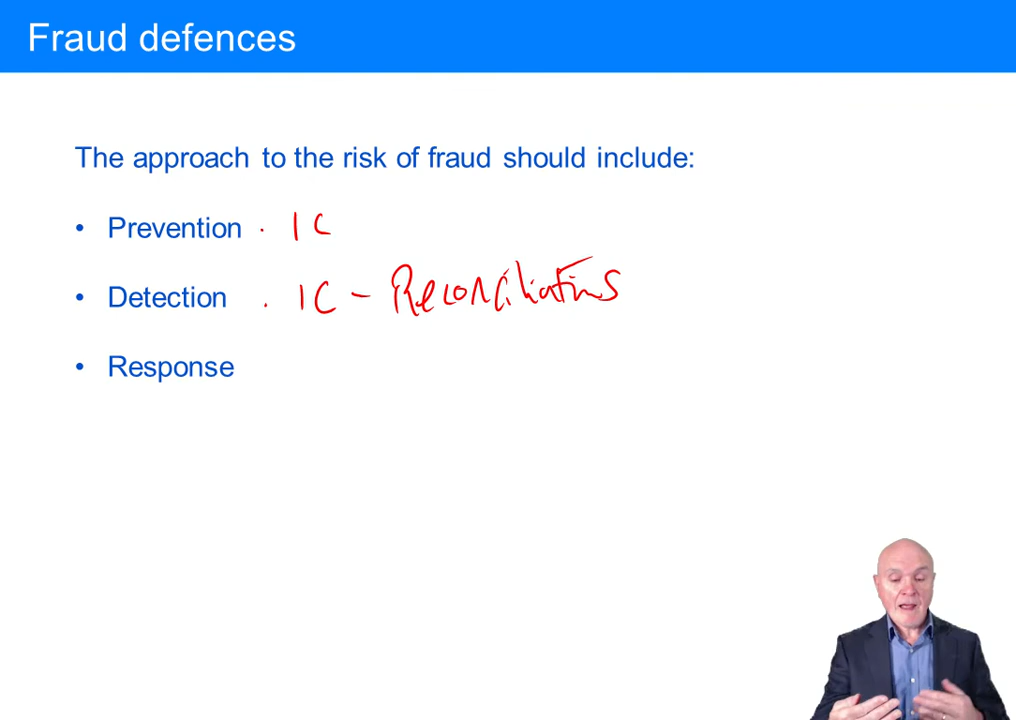 Fraud defences
The approach to the risk of fraud should include:
• Prevention . IC
• Detection . IC - Reconciliations
• Response